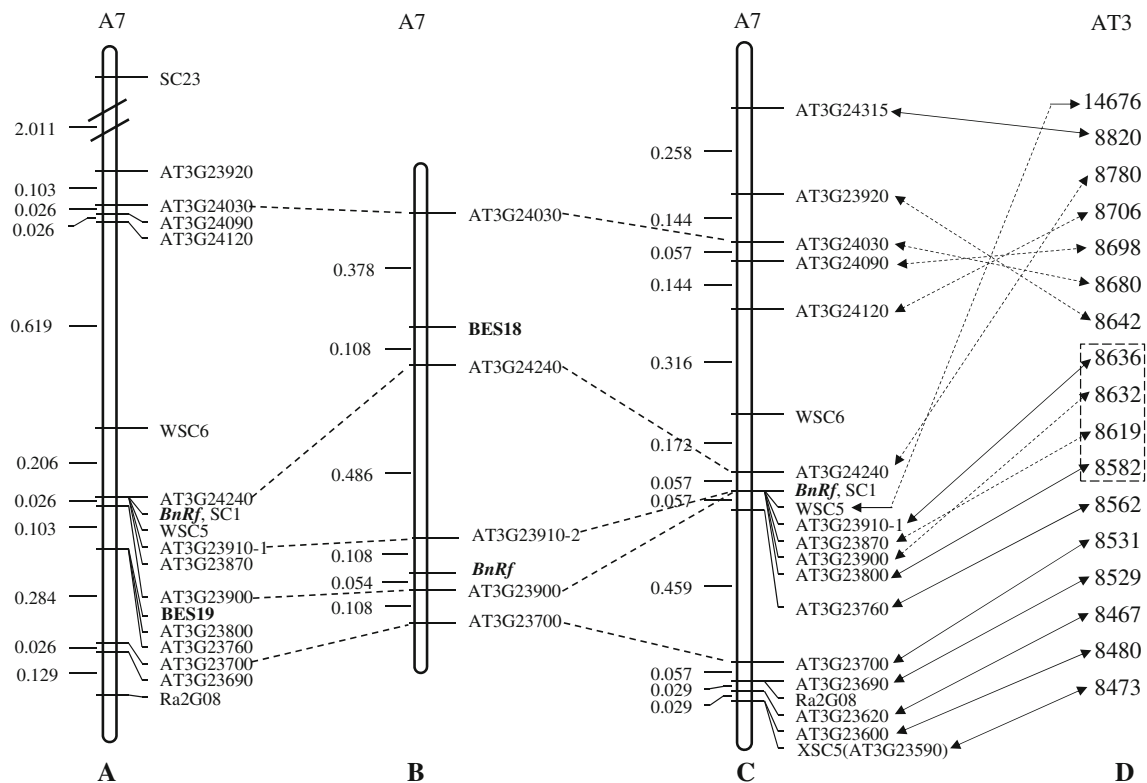 A7
A7
A7
AT3
SC23
2.011
AT3G23920
0.103
AT3G24030
0.026
AT3G24090
0.026
AT3G24120
0.619
WSC6
0.206
AT3G24240
0.026
BnRf, SC1
WSC5
0.103
AT3G23910-1
AT3G23870
AT3G23900
0.284
BES19
AT3G23800
AT3G23760
0.026
AT3G23700
0.129
AT3G23690
Ra2G08
A
AT3G24030
0.378
BES18
0.108
AT3G24240
0.486
AT3G23910-2
0.108
BnRf
0.054
AT3G23900
0.108
AT3G23700
B
AT3G24315
0.258
AT3G23920
0.144
AT3G24030
0.057
AT3G24090
0.144
AT3G24120
0.316
WSC6
0.172
AT3G24240
0.057
BnRf, SC1
0.057
WSC5
AT3G23910-1
AT3G23870
AT3G23900
AT3G23800
0.459
AT3G23760
AT3G23700
0.057
AT3G23690
0.029
Ra2G08
0.029
AT3G23620
AT3G23600
XSC5(AT3G23590)
C
14676
8820
8780
8706
8698
8680
8642
8636
8632
8619
8582
8562
8531
8529
8467
8480
8473
D